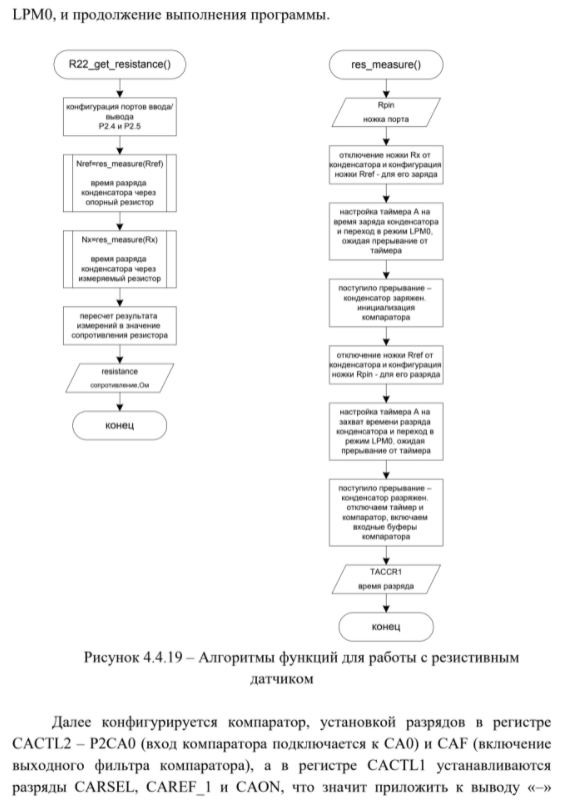 LPM0, и продолжение выполнения программы.
R22_get_resistance()
конфигурация портов ввода/
вывода
P2.4 и P2.5
Nref=res_measure(Rref)
время разряда
конденсатора через
опорный резистор
Nx=res_measure(Rx)
время разряда
конденсатора через
измеряемый резистор
пересчет результата
измерений в значение
сопротивления резистора
resistance
сопротивление,Ом
конец
res_measure()
Rpin
ножка порта
отключение ножки Rx от
конденсатора и конфигурация
ножки Rref - для его заряда
настройка таймера А на
время заряда конденсатора
и переход в режим LPM0,
ожидая прерывание от
таймера
поступило прерывание –
конденсатор заряжен.
инициализация
компаратора
отключение ножки Rref от
конденсатора и конфигурация
ножки Rpin - для его разряда
настройка таймера А на
захват времени разряда
конденсатора и переход в
режим LPM0, ожидая
прерывание от таймера
поступило прерывание –
конденсатор разряжен.
отключаем таймер и
компаратор, включаем
входные буферы
компаратора
TACCR1
время разряда
конец
Рисунок 4.4.19 – Алгоритмы функций для работы с резистивным
датчиком
Далее конфигурируется компаратор, установкой разрядов в регистре
CACTL2 – P2CA0 (вход компаратора подключается к CA0) и CAF (включение
выходного фильтра компаратора), а в регистре CACTL1 устанавливаются
разряды CARSEL, CAREF_1 и CAON, что значит приложить к выводу «–»